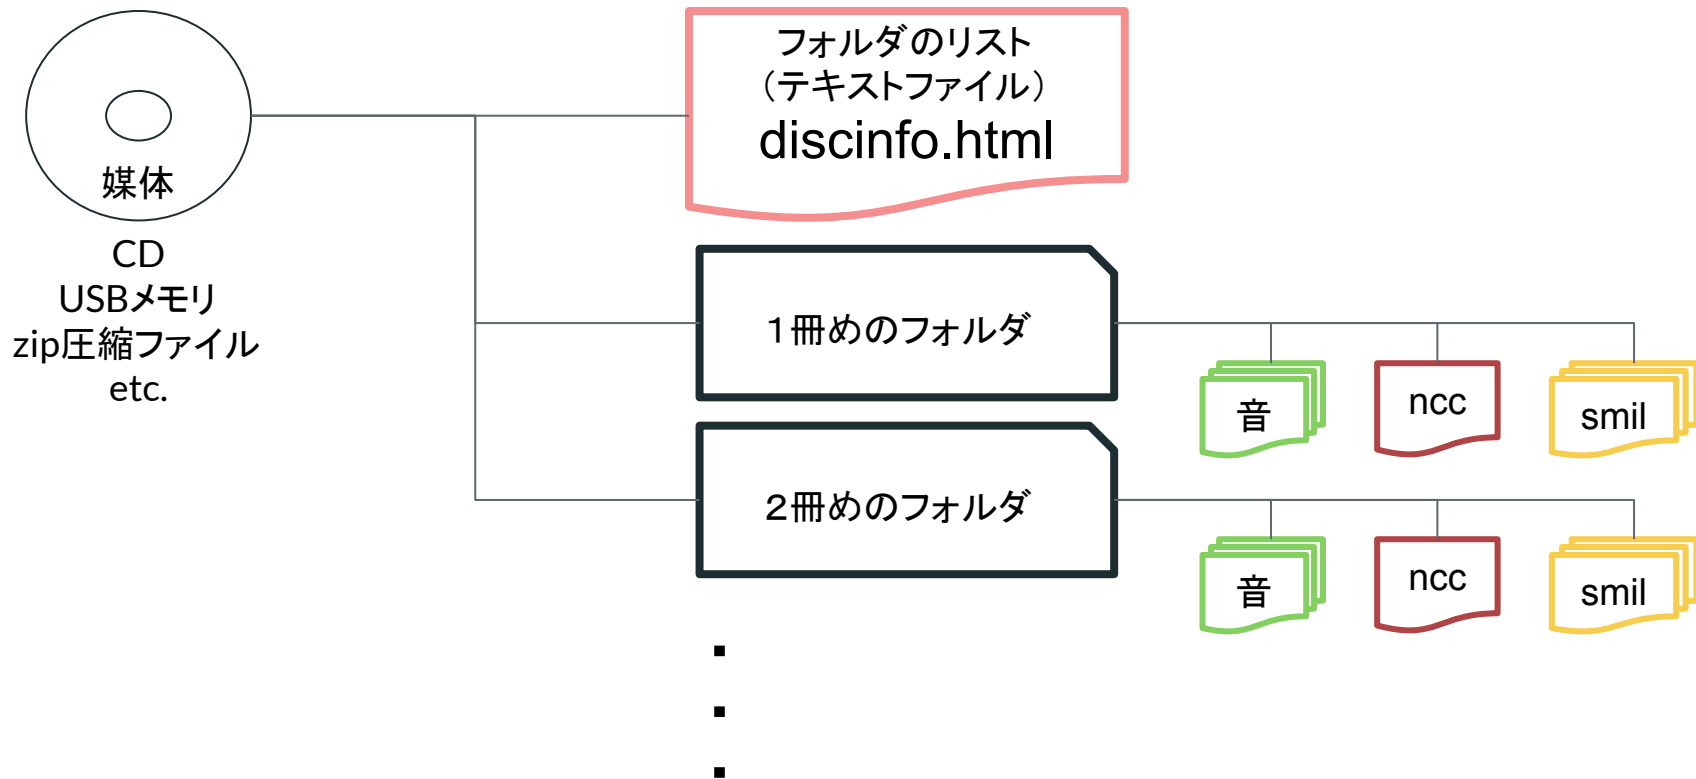 フォルダのリスト
（テキストファイル）
discinfo.html
媒体
CD
USBメモリ
zip圧縮ファイル
etc.
１冊めのフォルダ
音
ncc
smil
２冊めのフォルダ
音
ncc
smil
・
・
・